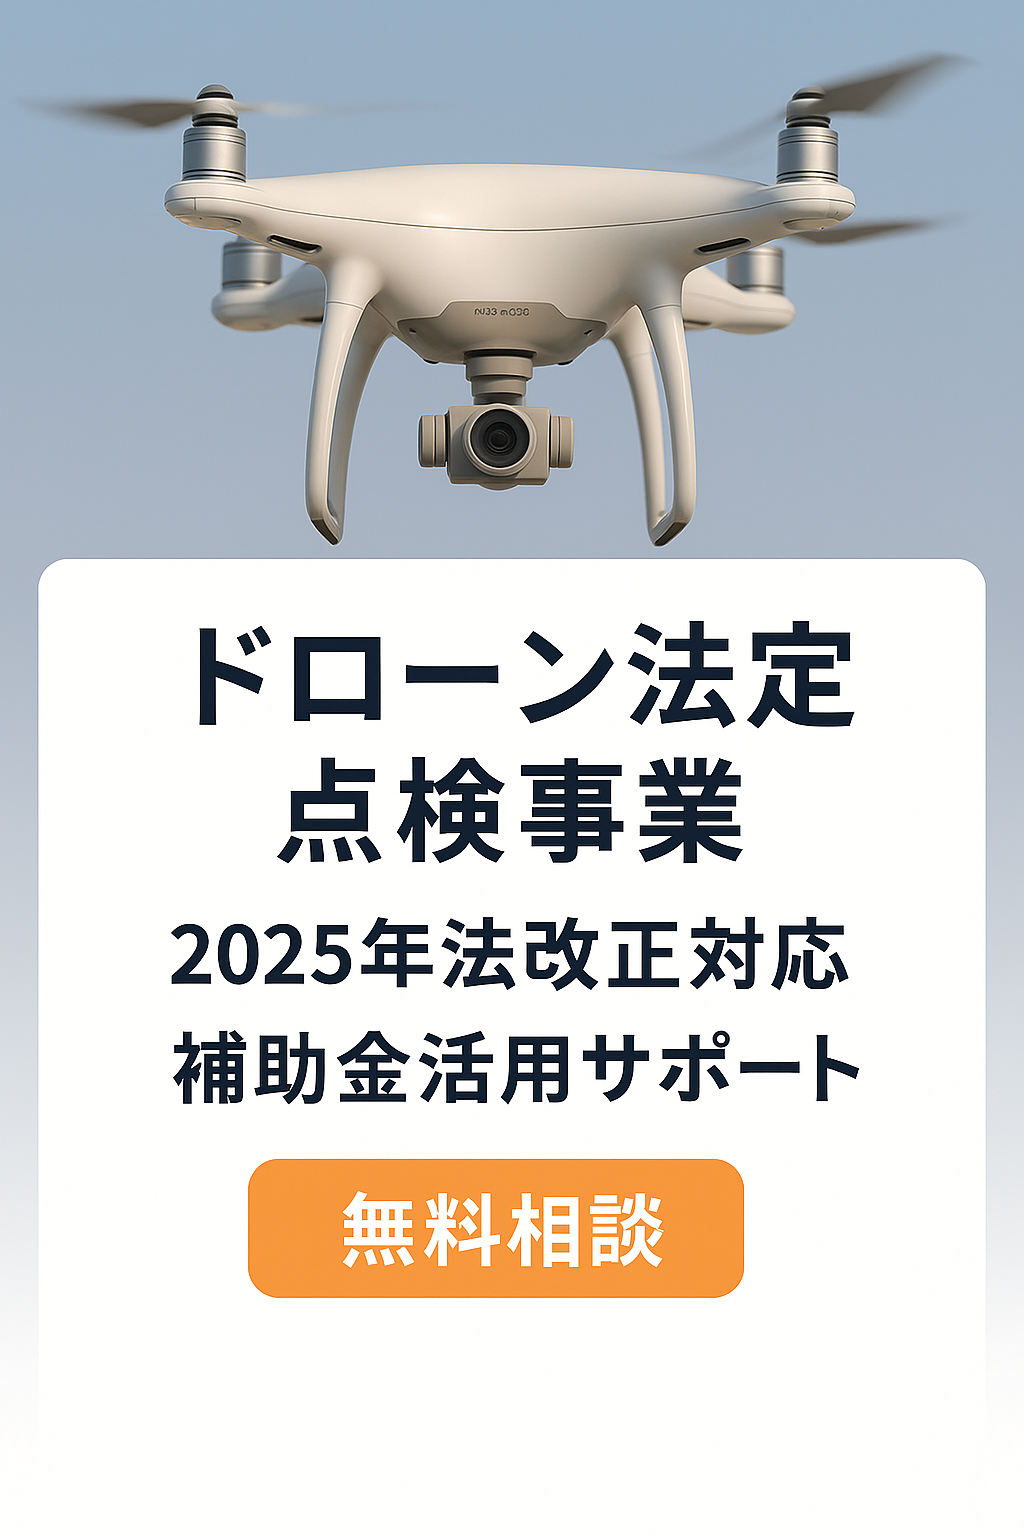 ドローン法定
点検事業
2025年法改正対応
補助金活用サポート
無料相談